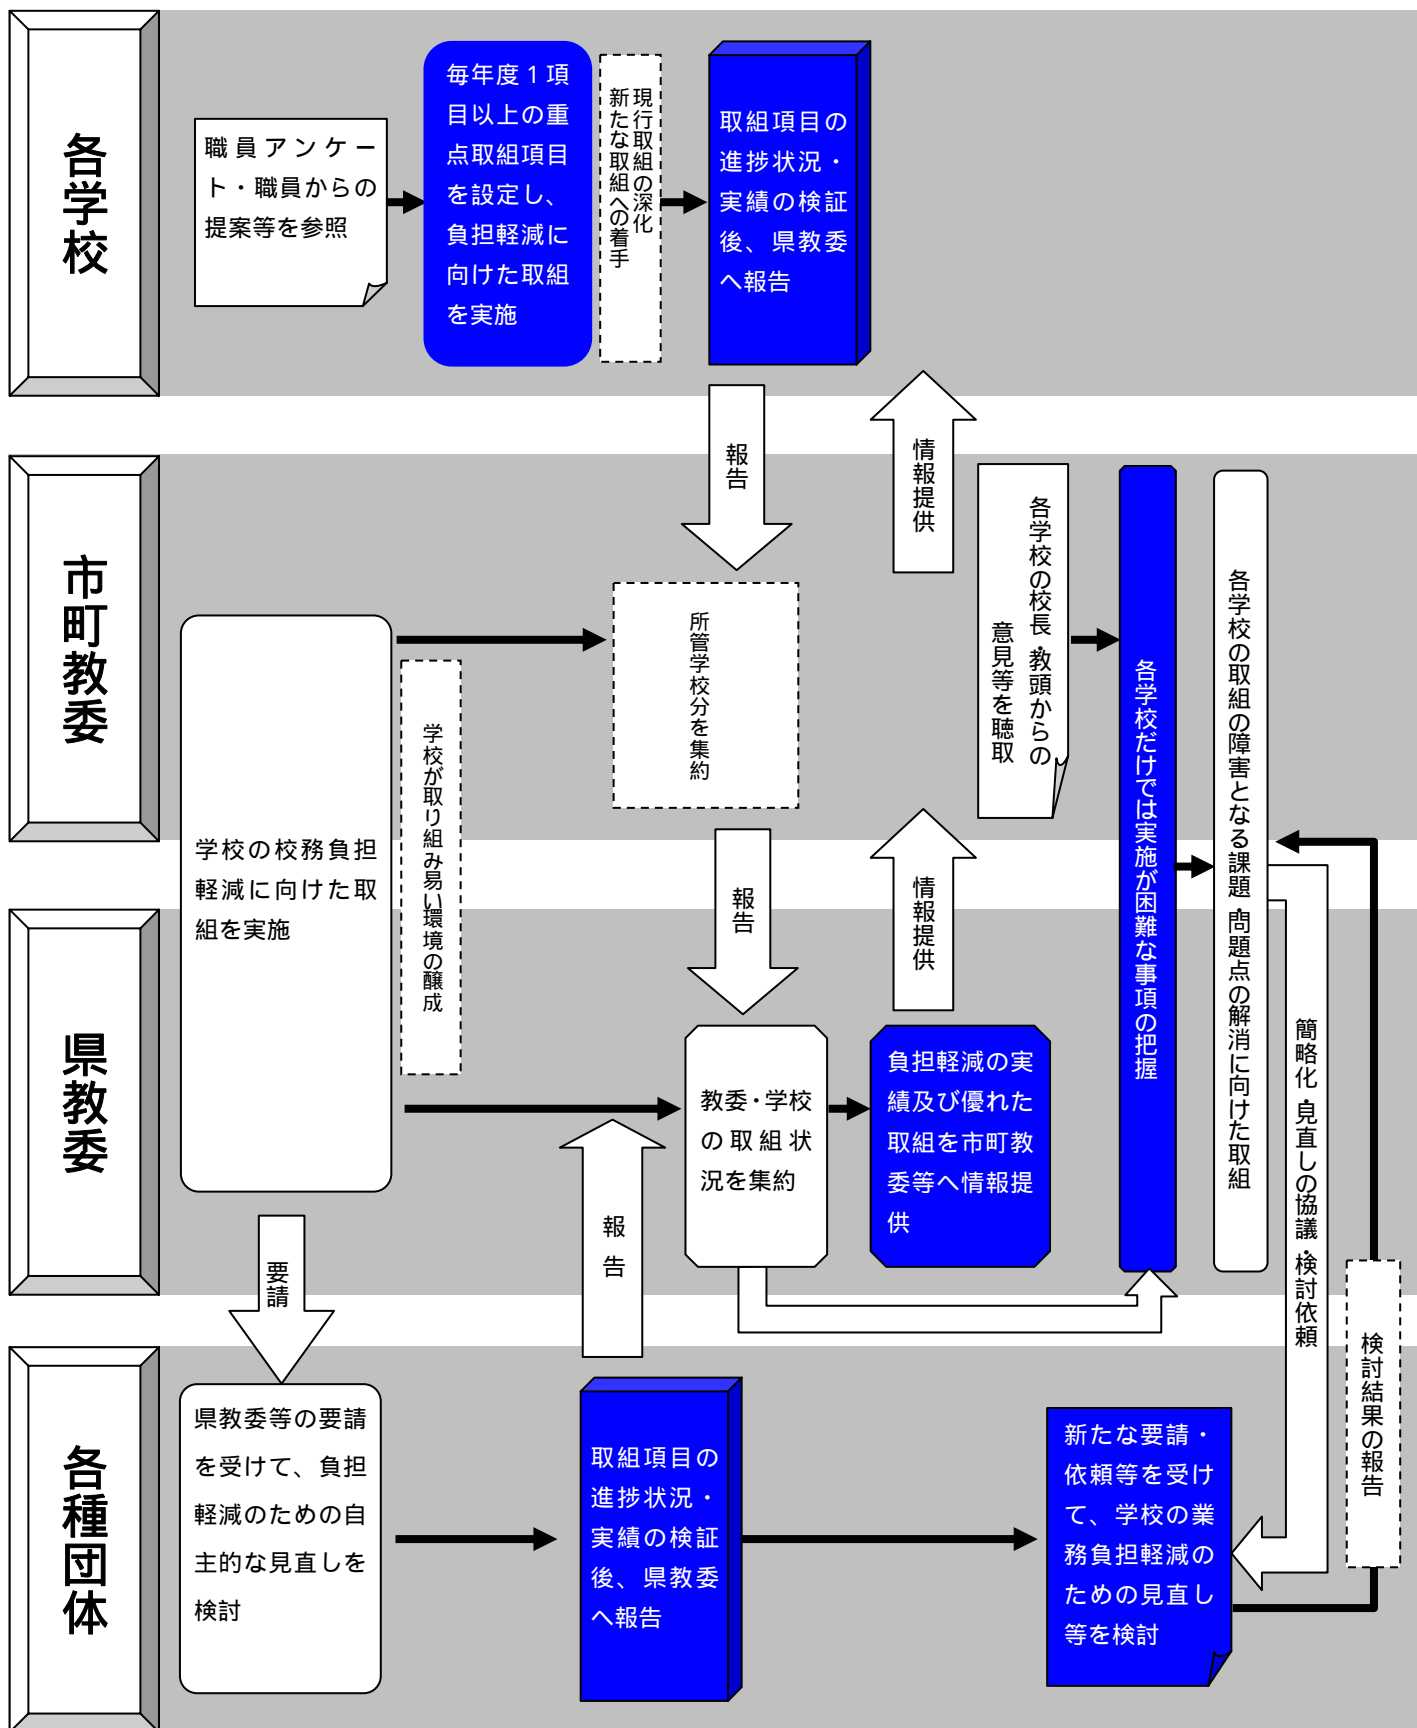 各学校
職員アンケー
ト・職員からの
提案等を参照
毎年度１項
目以上の重
点取組項目
を設定し、
負担軽減に
向けた取組
を実施
現行取組の深化
新たな取組への着手
取組項目の
進捗状況・
実績の検証
後、県教委
へ報告
報告
情報提供
市町教委
学校の校務負担
軽減に向けた取
組を実施
学校が取り組み易い環境の醸成
所管学校分を集約
各学校の校長・教頭からの
意見等を聴取
各学校だけでは実施が困難な事項の把握
各学校の取組の障害となる課題・問題点の解消に向けた取組
報告
情報提供
県教委
教委・学校
の取組状
況を集約
負担軽減の実
績及び優れた
取組を市町教
委等へ情報提
供
簡略化・見直しの協議・検討依頼
検討結果の報告
要請
報告
各種団体
県教委等の要請
を受けて、負担
軽減のための自
主的な見直しを
検討
取組項目の
進捗状況・
実績の検証
後、県教委
へ報告
新たな要請・
依頼等を受け
て、学校の業
務負担軽減の
ための見直し
等を検討